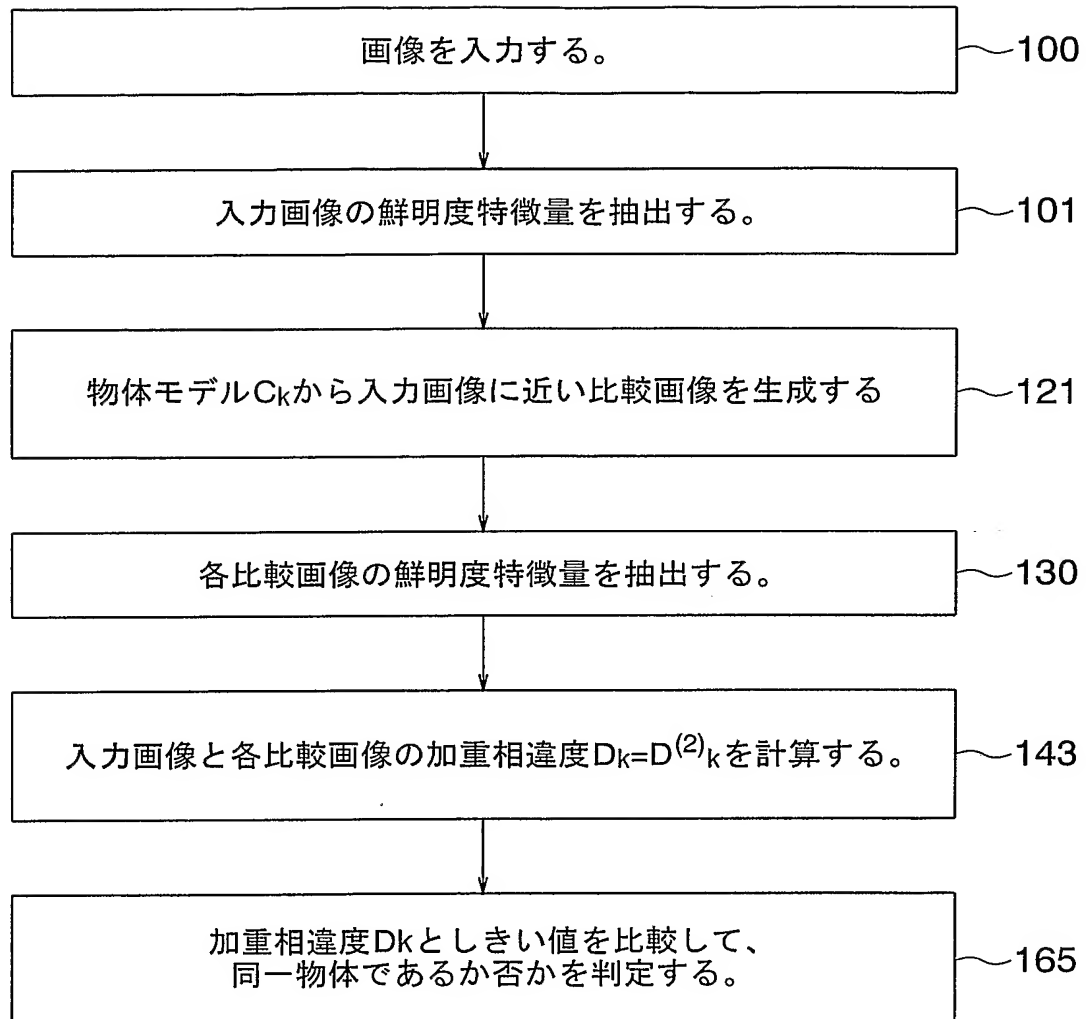 画像を入力する。
100
入力画像の鮮明度特徴量を抽出する。
101
物体モデルCkから入力画像に近い比較画像を生成する
121
各比較画像の鮮明度特徴量を抽出する。
130
入力画像と各比較画像の加重相違度Dk=D(2)kを計算する。
143
加重相違度Dkとしきい値を比較して、
同一物体であるか否かを判定する。
165